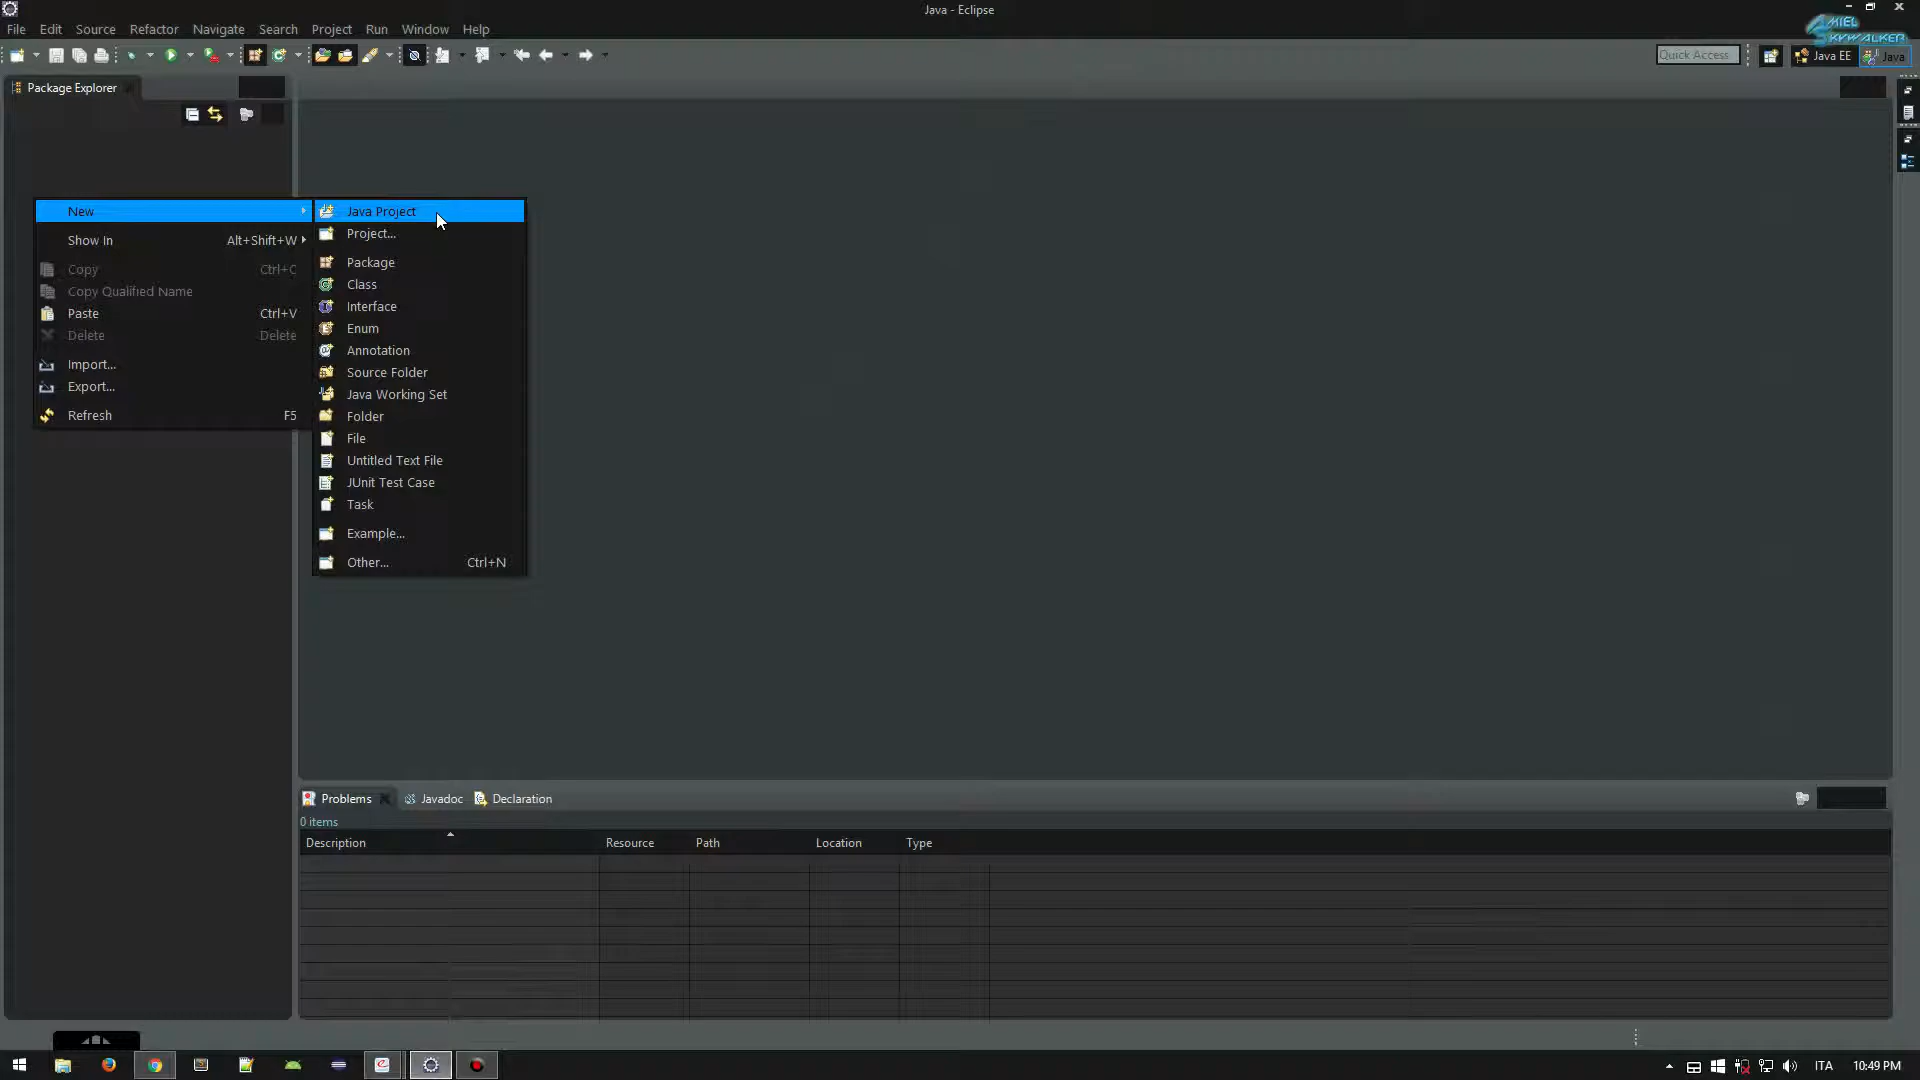 Java - Eclipse
File Edit Source Refactor Navigate Search Project Run Window Help
AMIEL
SKYWALKER
Quick Access
Java EE
Java
Package Explorer
New
Show In Alt+Shift+W
Copy Ctrl+C
Copy Qualified Name
Paste Ctrl+V
Delete Delete
Import...
Export...
Refresh F5
Java Project
Project...
Package
Class
Interface
Enum
Annotation
Source Folder
Java Working Set
Folder
File
Untitled Text File
JUnit Test Case
Task
Example...
Other... Ctrl+N
Problems Javadoc Declaration
0 items
Description Resource Path Location Type
ITA 10:49 PM